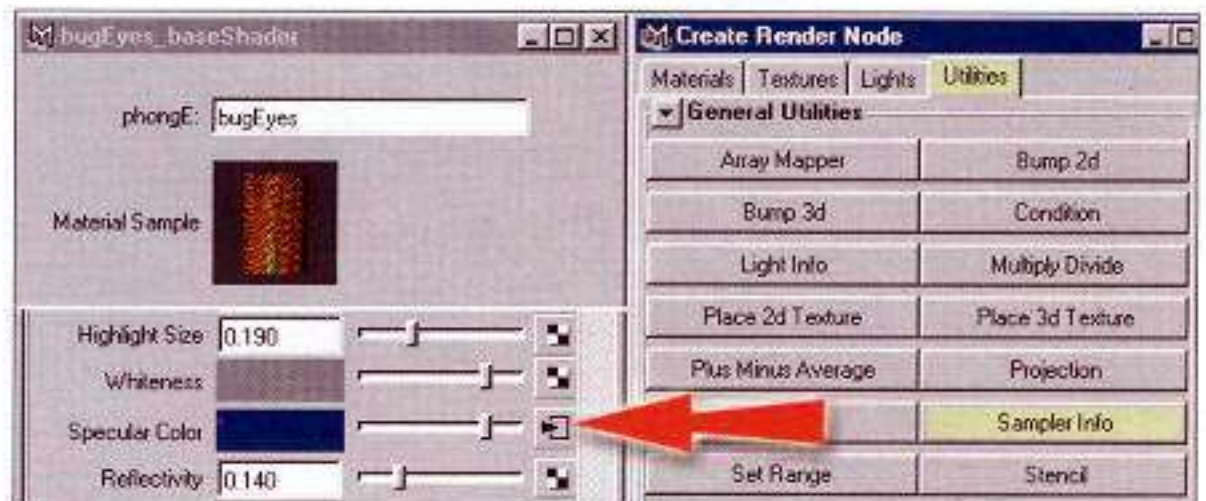 bugEyes_baseShader
phongE: bugEyes
Material Sample
Highlight Size 0.190
Whiteness
Specular Color
Reflectivity 0.140
Create Render Node
Materials Textures Lights Utilities
General Utilities
Array Mapper Bump 2d
Bump 3d Condition
Light Info Multiply Divide
Place 2d Texture Place 3d Texture
Plus Minus Average Projection
Sampler Info
Set Range Stencil